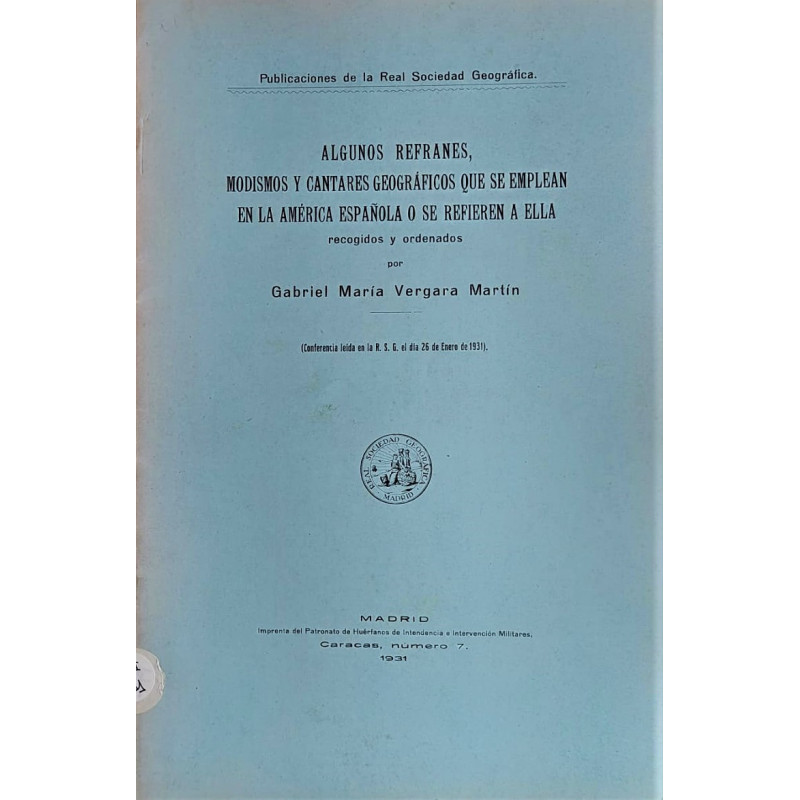 Publicaciones de la Real Sociedad Geográfica.
ALGUNOS REFRANES,
MODISMOS Y CANTARES GEOGRÁFICOS QUE SE EMPLEAN
EN LA AMÉRICA ESPAÑOLA O SE REFIEREN A ELLA
recogidos y ordenados
por
Gabriel María Vergara Martín
(Conferencia leída en la R. S. G. el día 26 de Enero de 1931).
REAL SOCIEDAD GEOGRÁFICA
MADRID
MADRID
Imprenta del Patronato de Huérfanos de Intendencia e Intervención Militares.
Caracas, número 7.
1931